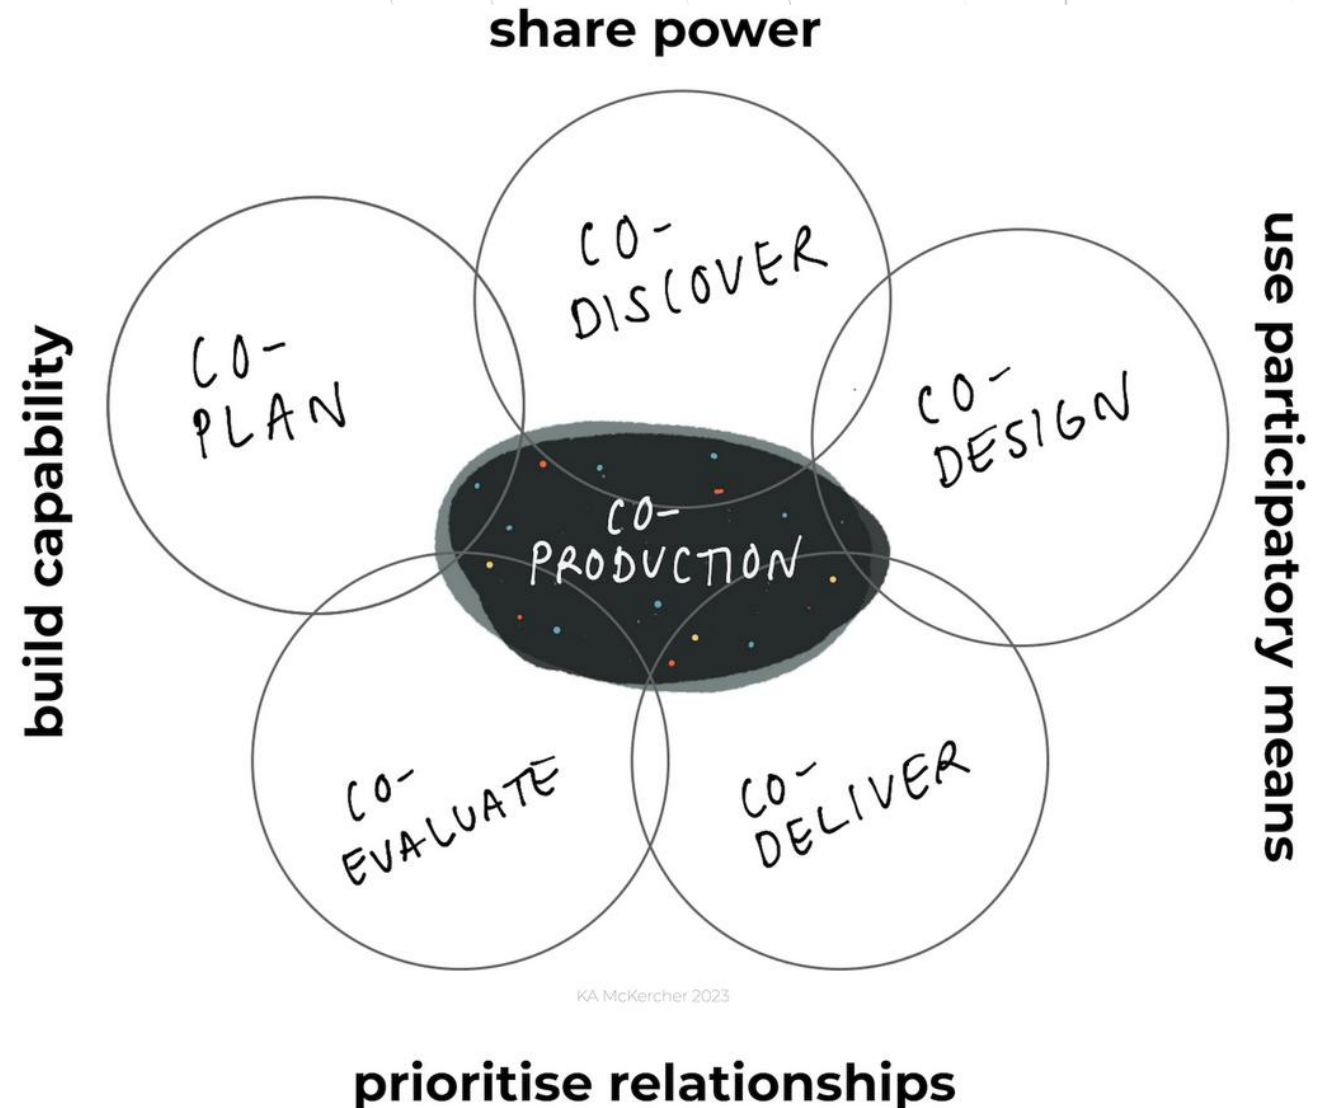 share power
CO-
DISCOVER
CO-
PLAN
CO-
DESIGN
build capability
use participatory means
CO-
PRODUCTION
CO-
EVALUATE
CO-
DELIVER
KA McKercher 2023
prioritise relationships